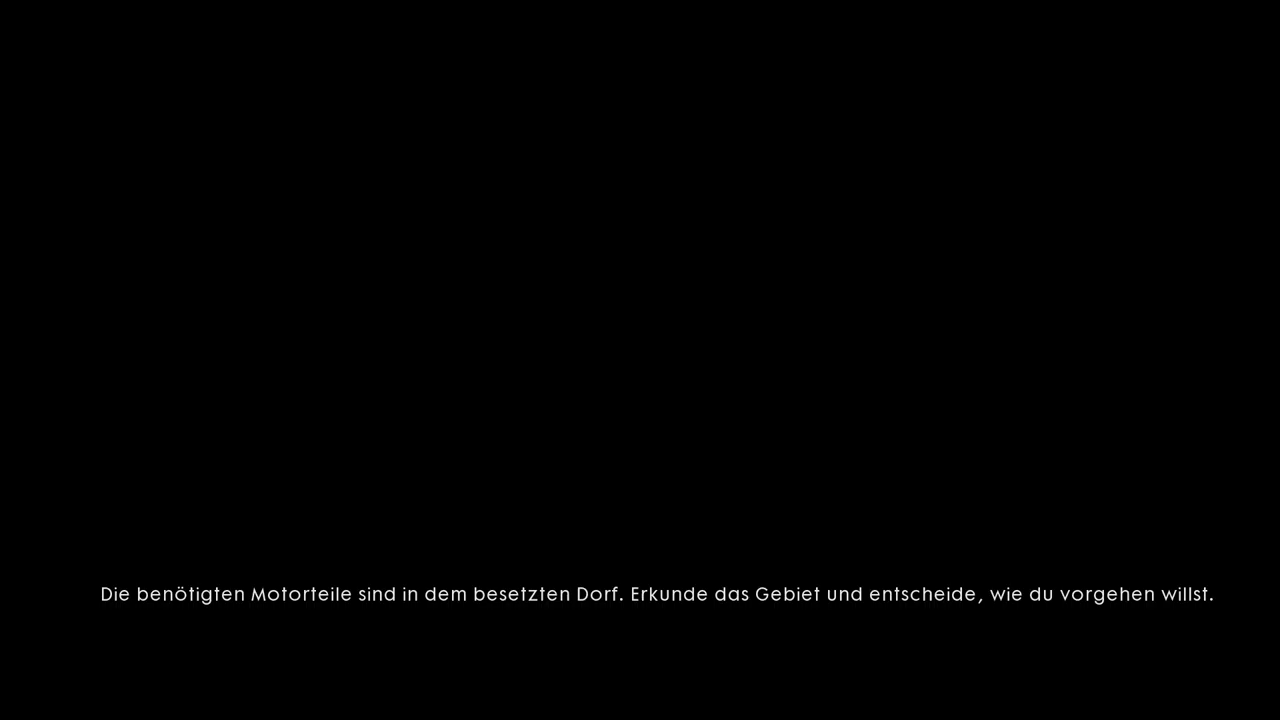 Die benötigten Motorteile sind in dem besetzten Dorf. Erkunde das Gebiet und entscheide, wie du vorgehen willst.